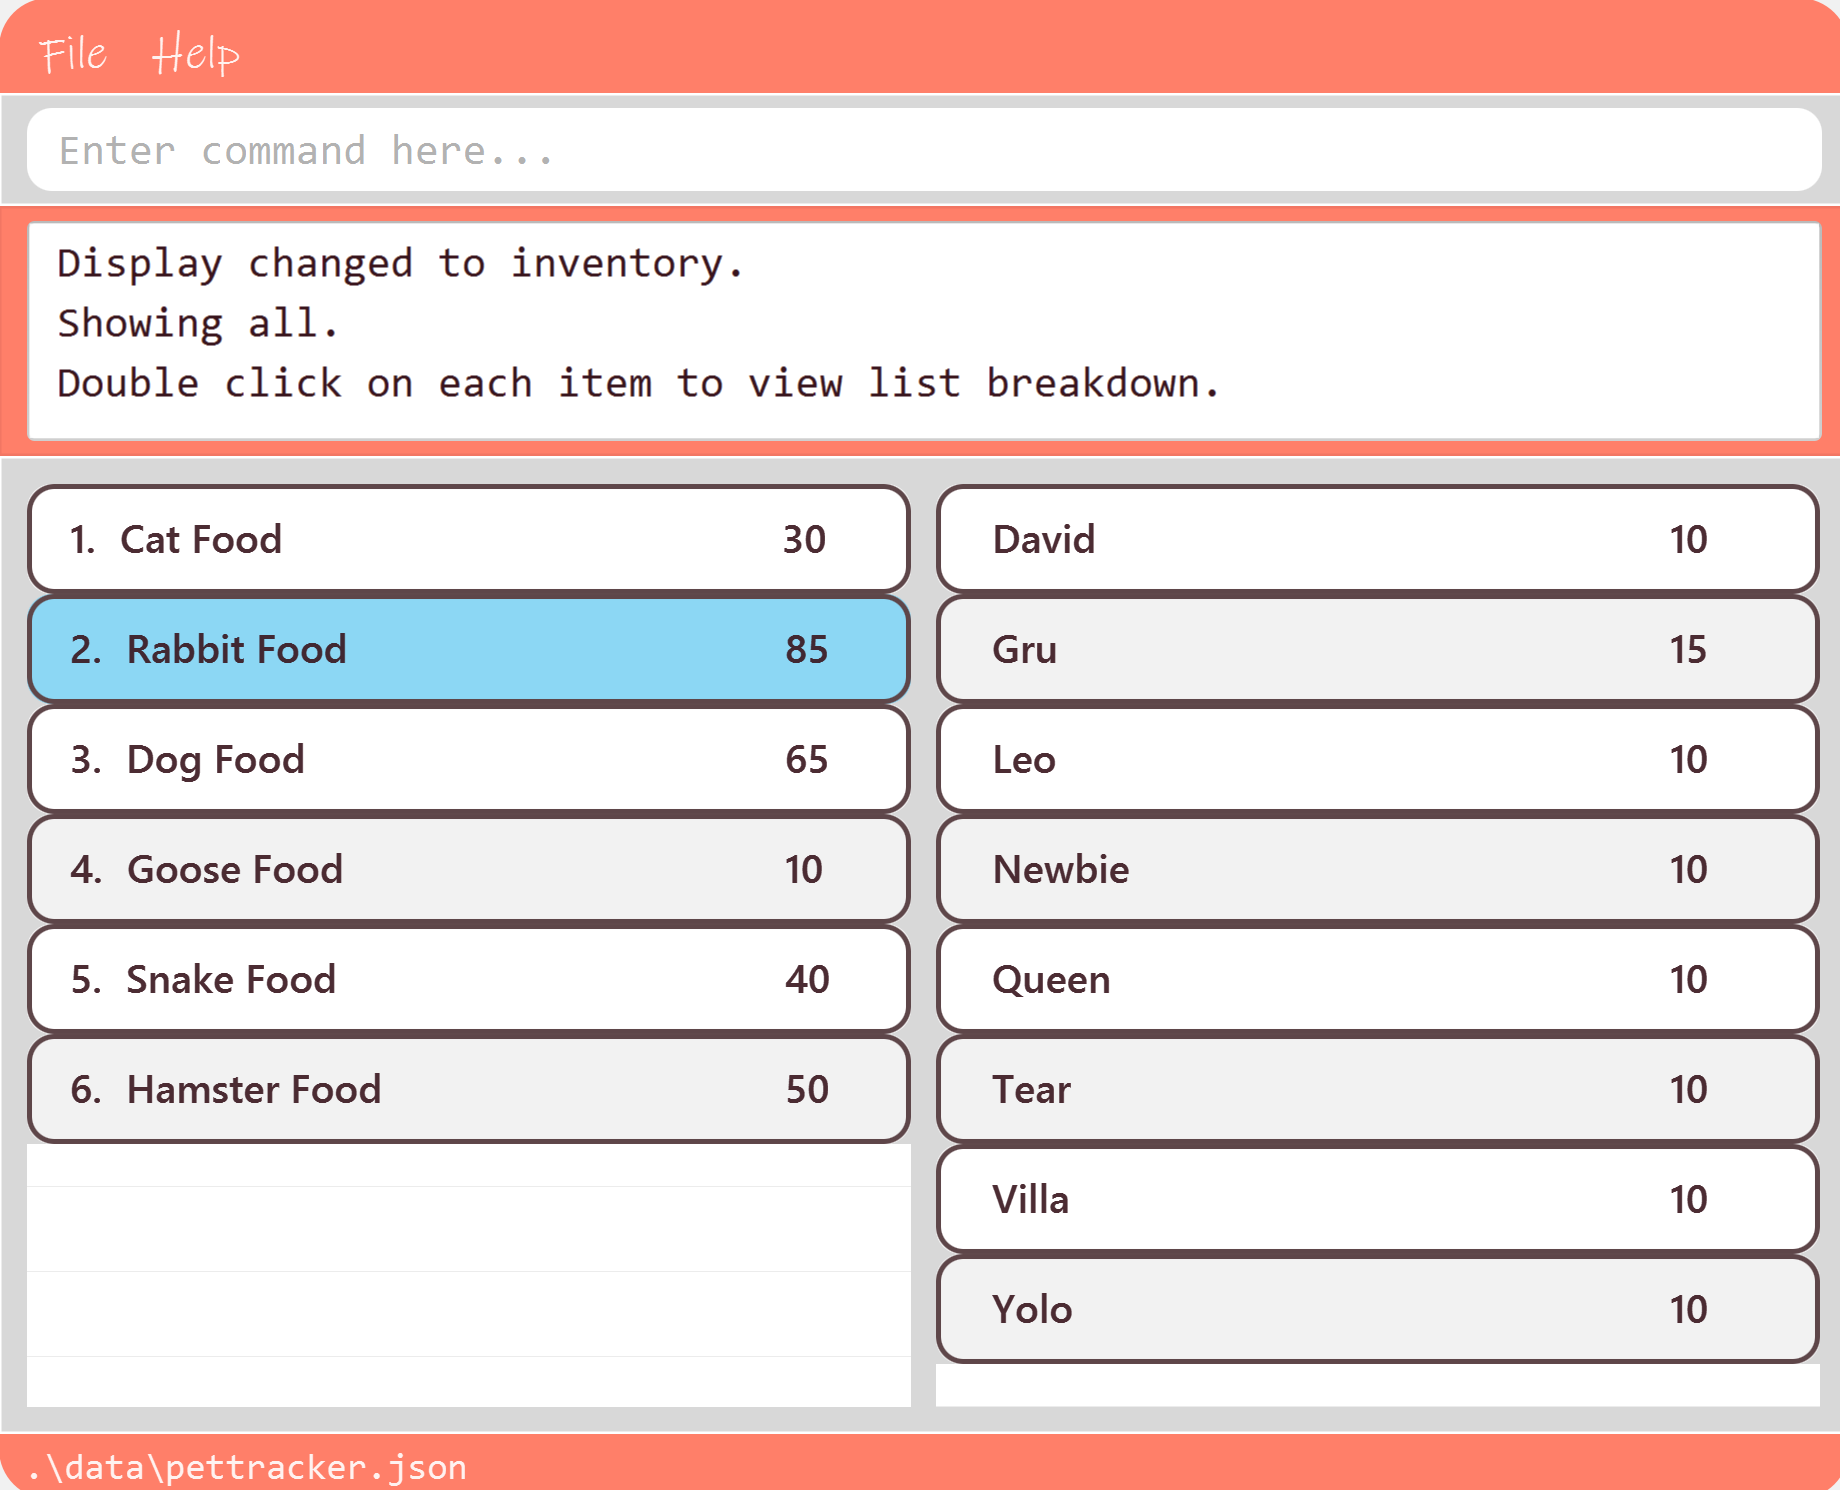 File Help
Enter command here...
Display changed to inventory.
Showing all.
Double click on each item to view list breakdown.
1. Cat Food 30
2. Rabbit Food 85
3. Dog Food 65
4. Goose Food 10
5. Snake Food 40
6. Hamster Food 50
David 10
Gru 15
Leo 10
Newbie 10
Queen 10
Tear 10
Villa 10
Yolo 10
.\data\pettracker.json